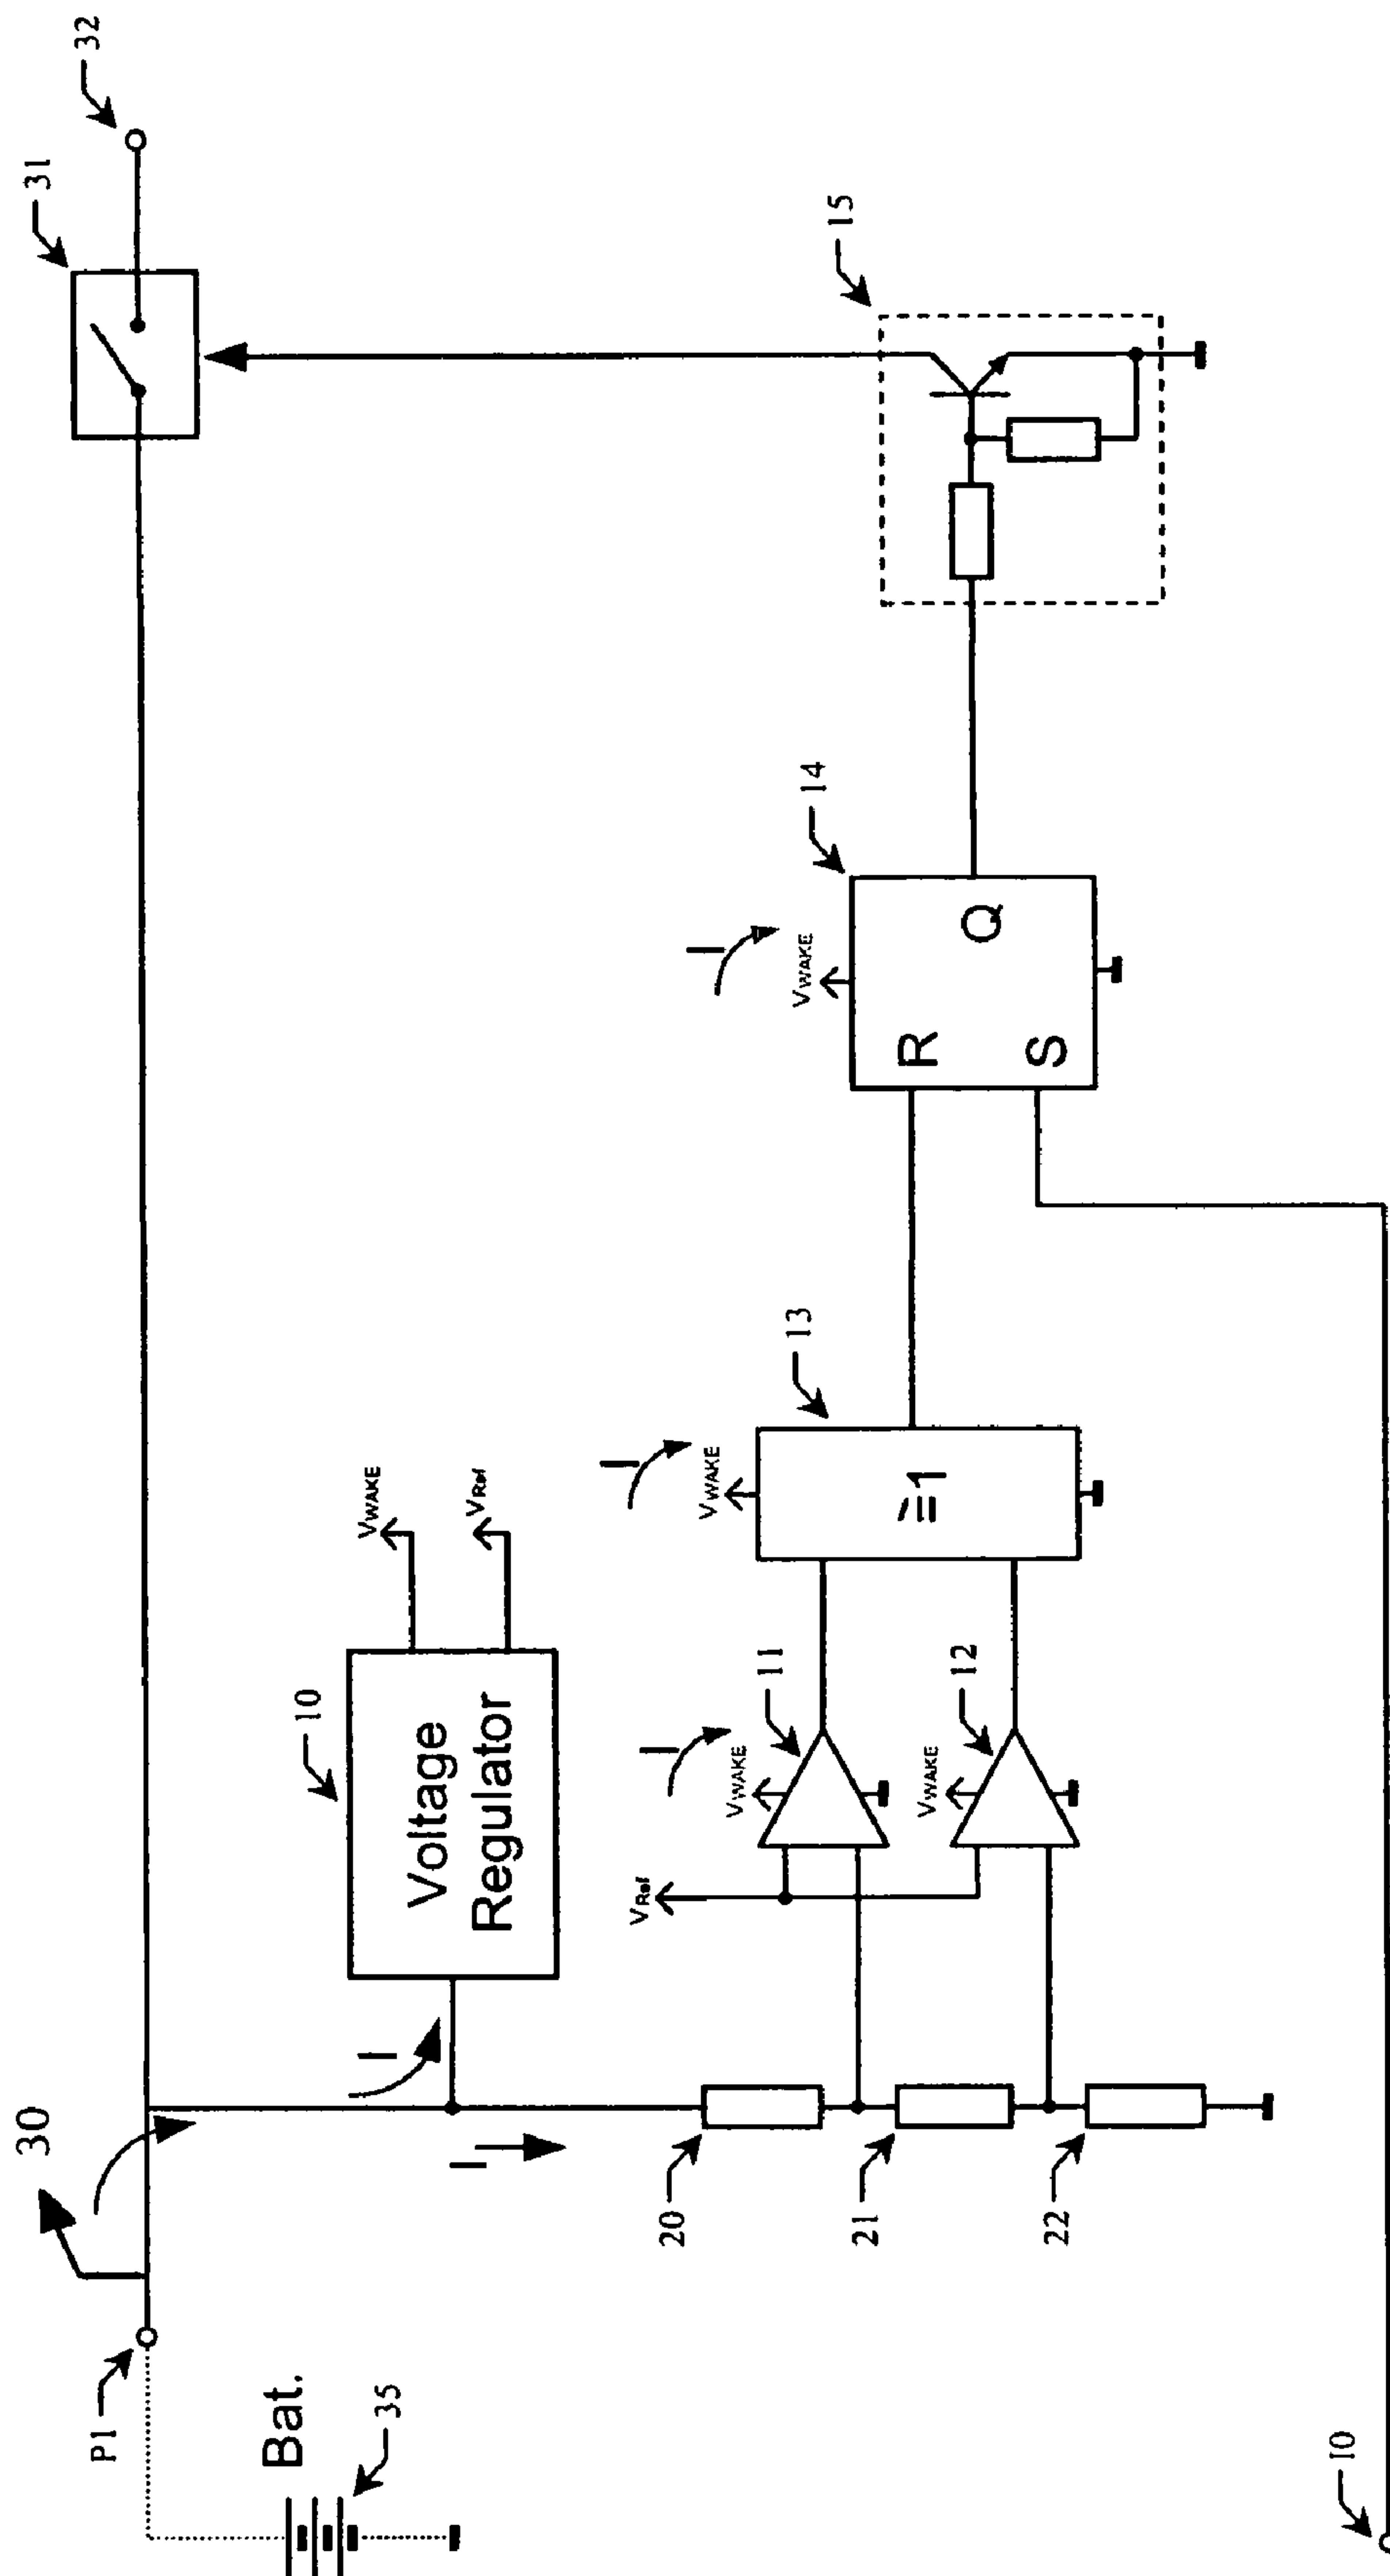 30
31
32
P1
Bat.
35
10
Voltage
Regulator
VWAKE
VRef
I
I
20
21
22
VRef
I
VWAKE
11
VWAKE
12
I
VWAKE
13
≅1
I
VWAKE
14
R
S
Q
15
10